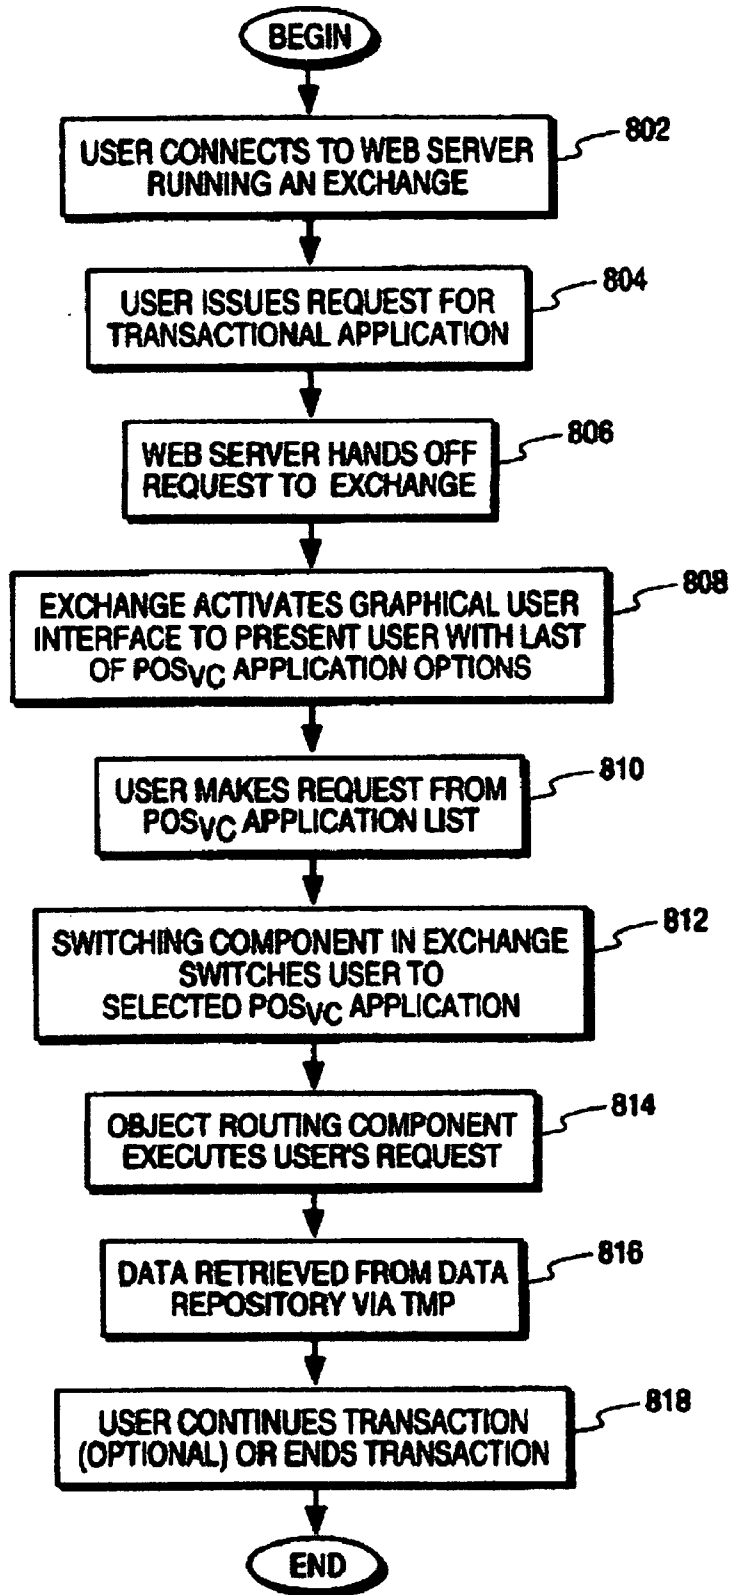 BEGIN
USER CONNECTS TO WEB SERVER
RUNNING AN EXCHANGE
802
USER ISSUES REQUEST FOR
TRANSACTIONAL APPLICATION
804
WEB SERVER HANDS OFF
REQUEST TO EXCHANGE
806
EXCHANGE ACTIVATES GRAPHICAL USER
INTERFACE TO PRESENT USER WITH LAST
OF POSVC APPLICATION OPTIONS
808
USER MAKES REQUEST FROM
POSVC APPLICATION LIST
810
SWITCHING COMPONENT IN EXCHANGE
SWITCHES USER TO
SELECTED POSVC APPLICATION
812
OBJECT ROUTING COMPONENT
EXECUTES USER'S REQUEST
814
DATA RETRIEVED FROM DATA
REPOSITORY VIA TMP
816
USER CONTINUES TRANSACTION
(OPTIONAL) OR ENDS TRANSACTION
818
END